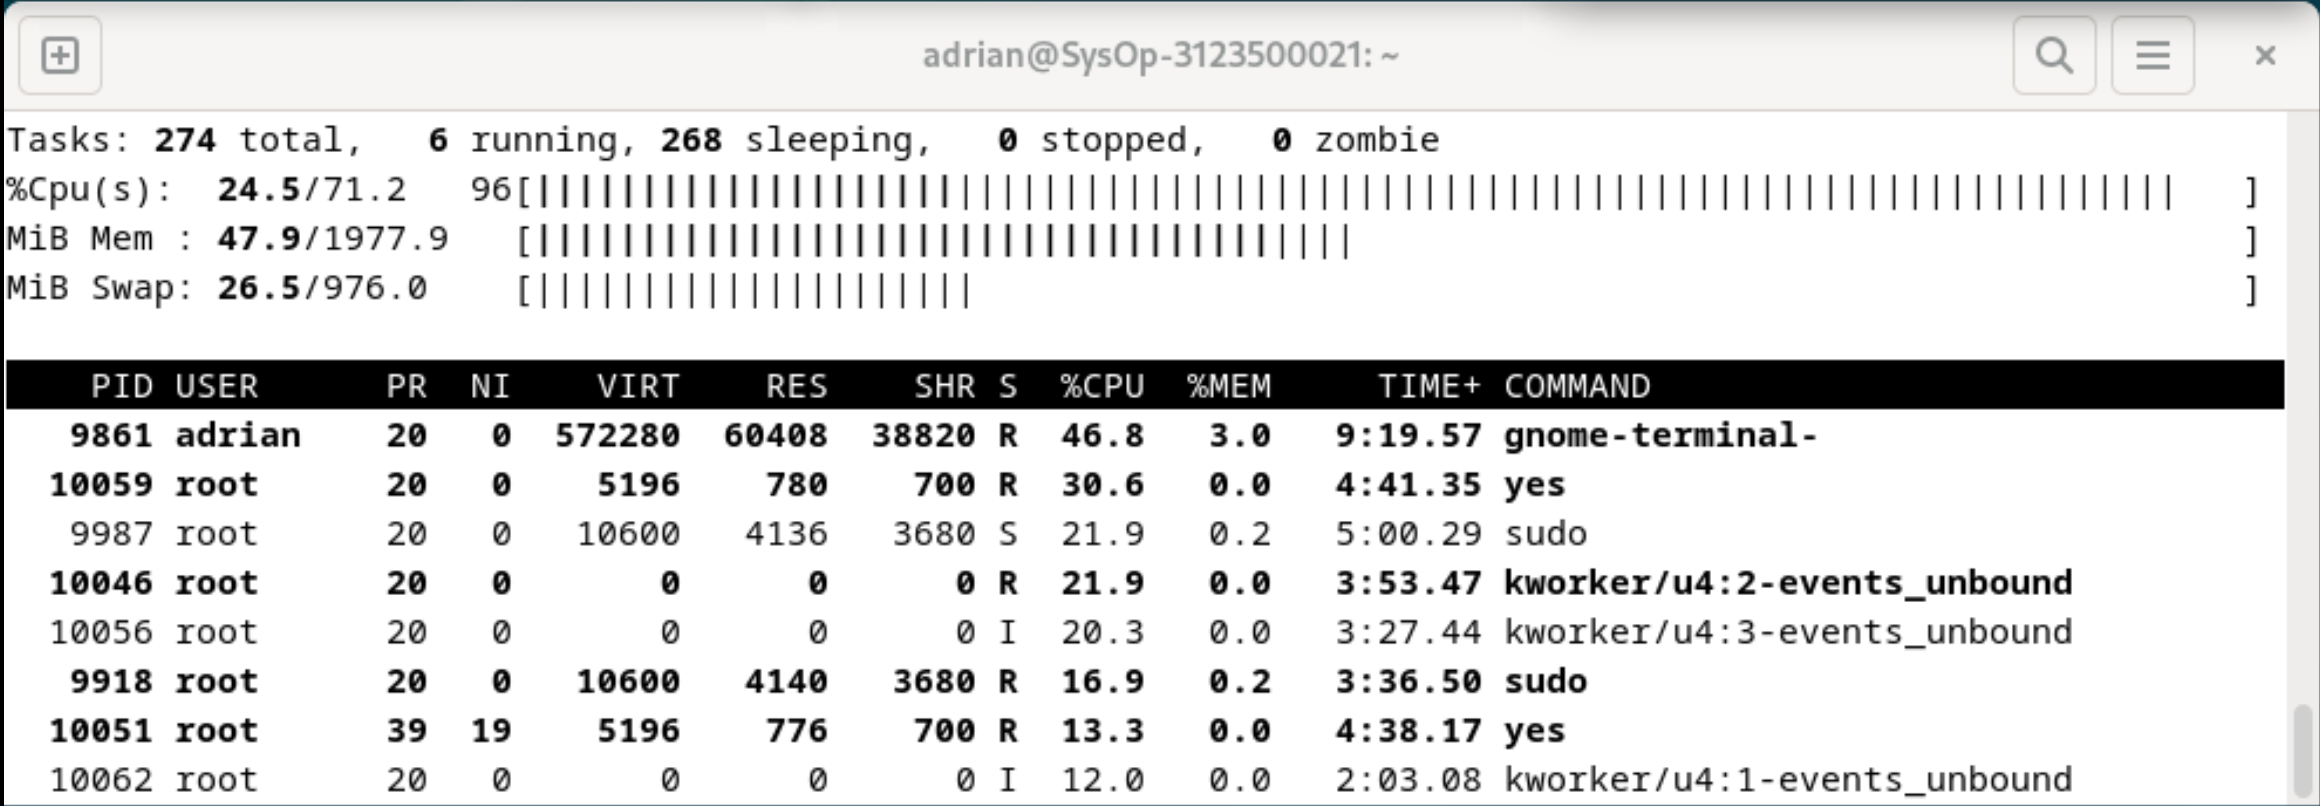 adrian@SysOp-3123500021: ~
Tasks: 274 total,   6 running, 268 sleeping,   0 stopped,   0 zombie
%Cpu(s):  24.5/71.2   96[||||||||||||||||||||||||||||||||||||||||||||||||||||||||||||||||||||||||||||||   ]
MiB Mem : 47.9/1977.9   [|||||||||||||||||||||||||||||||||||||||                                           ]
MiB Swap: 26.5/976.0    [|||||||||||||||||||||                                                             ]
    PID USER      PR  NI    VIRT    RES    SHR S  %CPU  %MEM     TIME+ COMMAND
   9861 adrian    20   0  572280  60408  38820 R  46.8   3.0   9:19.57 gnome-terminal-
  10059 root      20   0    5196    780    700 R  30.6   0.0   4:41.35 yes
   9987 root      20   0   10600   4136   3680 S  21.9   0.2   5:00.29 sudo
  10046 root      20   0       0      0      0 R  21.9   0.0   3:53.47 kworker/u4:2-events_unbound
  10056 root      20   0       0      0      0 I  20.3   0.0   3:27.44 kworker/u4:3-events_unbound
   9918 root      20   0   10600   4140   3680 R  16.9   0.2   3:36.50 sudo
  10051 root      39  19    5196    776    700 R  13.3   0.0   4:38.17 yes
  10062 root      20   0       0      0      0 I  12.0   0.0   2:03.08 kworker/u4:1-events_unbound